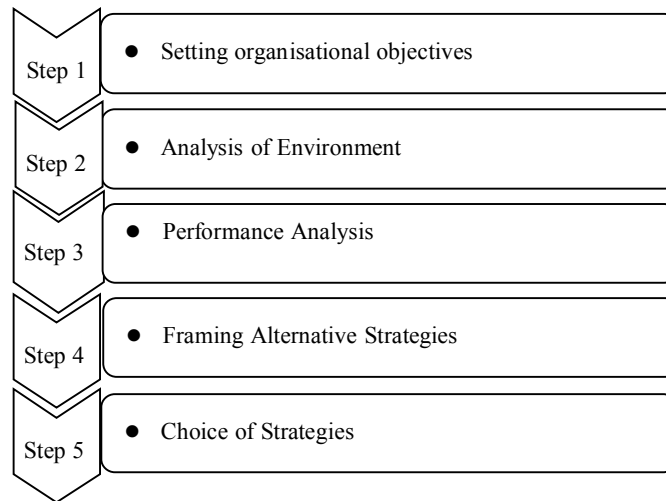 Step 1
● Setting organisational objectives
Step 2
● Analysis of Environment
Step 3
● Performance Analysis
Step 4
● Framing Alternative Strategies
Step 5
● Choice of Strategies